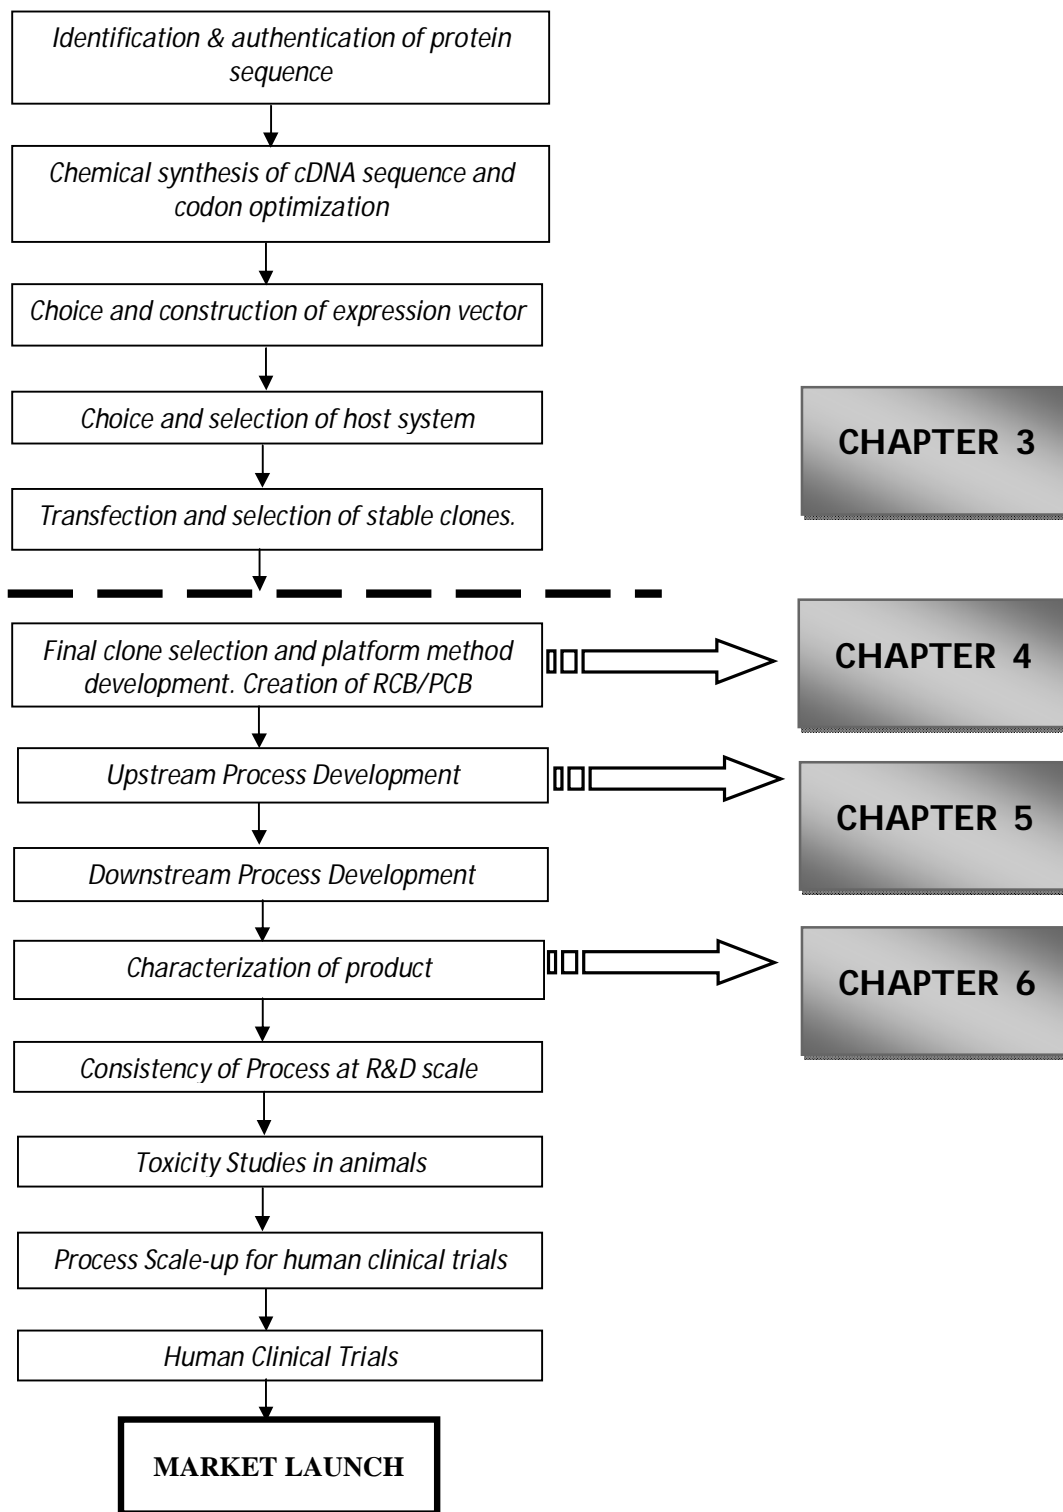 Identification & authentication of protein
sequence
Chemical synthesis of cDNA sequence and
codon optimization
Choice and construction of expression vector
Choice and selection of host system
Transfection and selection of stable clones.
CHAPTER 3
Final clone selection and platform method
development. Creation of RCB/PCB
CHAPTER 4
Upstream Process Development
CHAPTER 5
Downstream Process Development
Characterization of product
CHAPTER 6
Consistency of Process at R&D scale
Toxicity Studies in animals
Process Scale-up for human clinical trials
Human Clinical Trials
MARKET LAUNCH